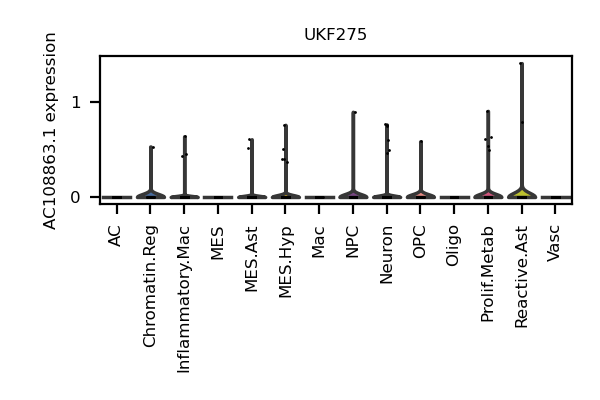 UKF275
AC108863.1 expression
1
0
AC
Chromatin.Reg
Inflammatory.Mac
MES
MES.Ast
MES.Hyp
Mac
NPC
Neuron
OPC
Oligo
Prolif.Metab
Reactive.Ast
Vasc